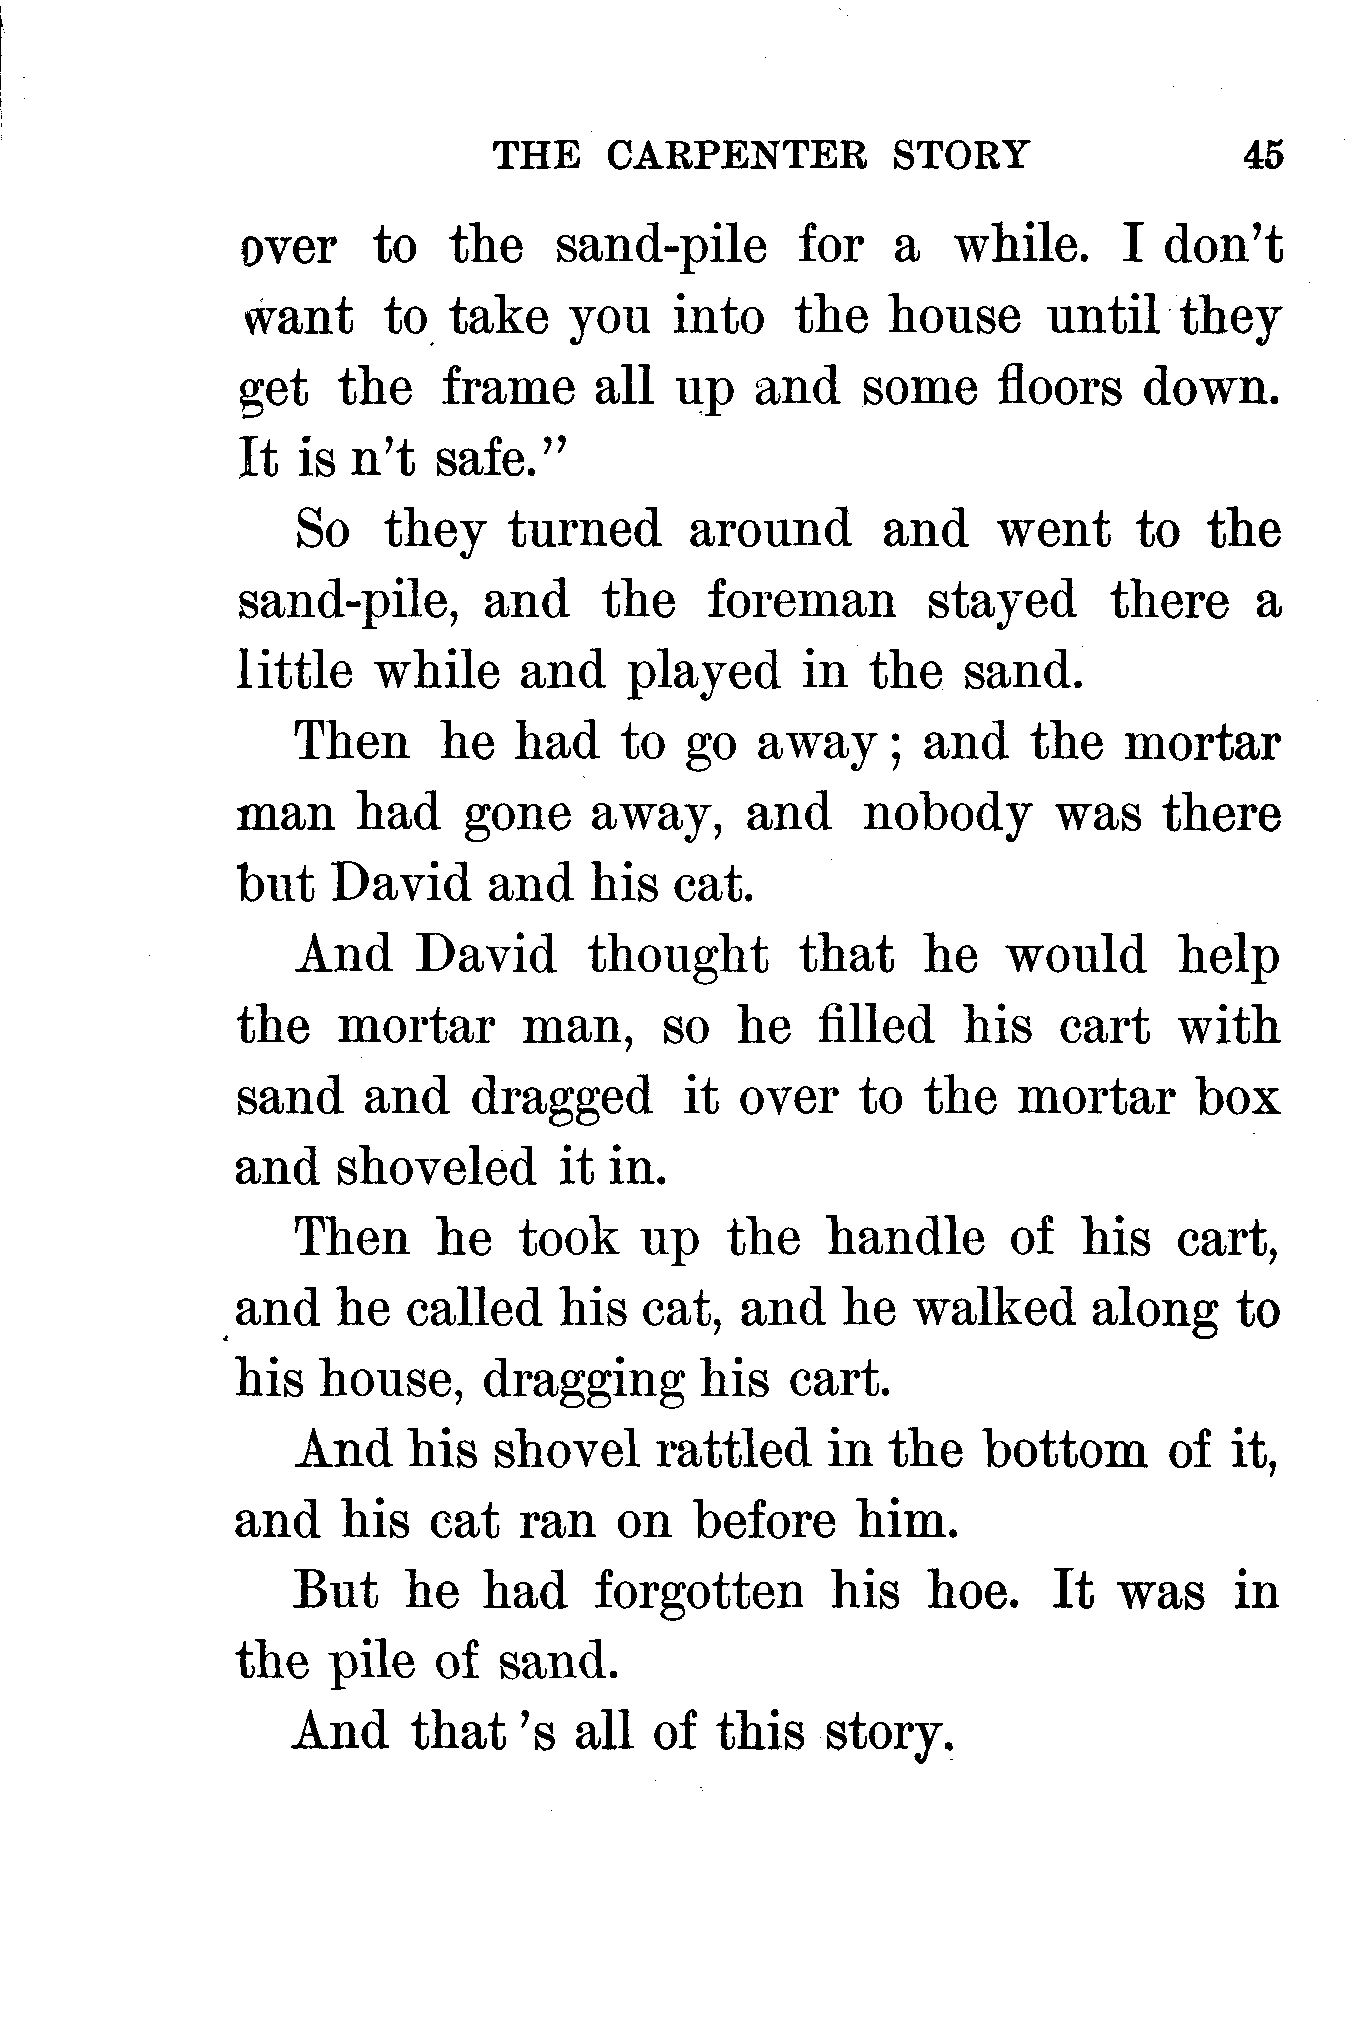 THE CARPENTER STORY 45
over to the sand-pile for a while. I don't
want to take you into the house until they
get the frame all up and some floors down.
It is n't safe."
So they turned around and went to the
sand-pile, and the foreman stayed there a
little while and played in the sand.
Then he had to go away; and the mortar
man had gone away, and nobody was there
but David and his cat.
And David thought that he would help
the mortar man, so he filled his cart with
sand and dragged it over to the mortar box
and shoveled it in.
Then he took up the handle of his cart,
and he called his cat, and he walked along to
his house, dragging his cart.
And his shovel rattled in the bottom of it,
and his cat ran on before him.
But he had forgotten his hoe. It was in
the pile of sand.
And that 's all of this story.